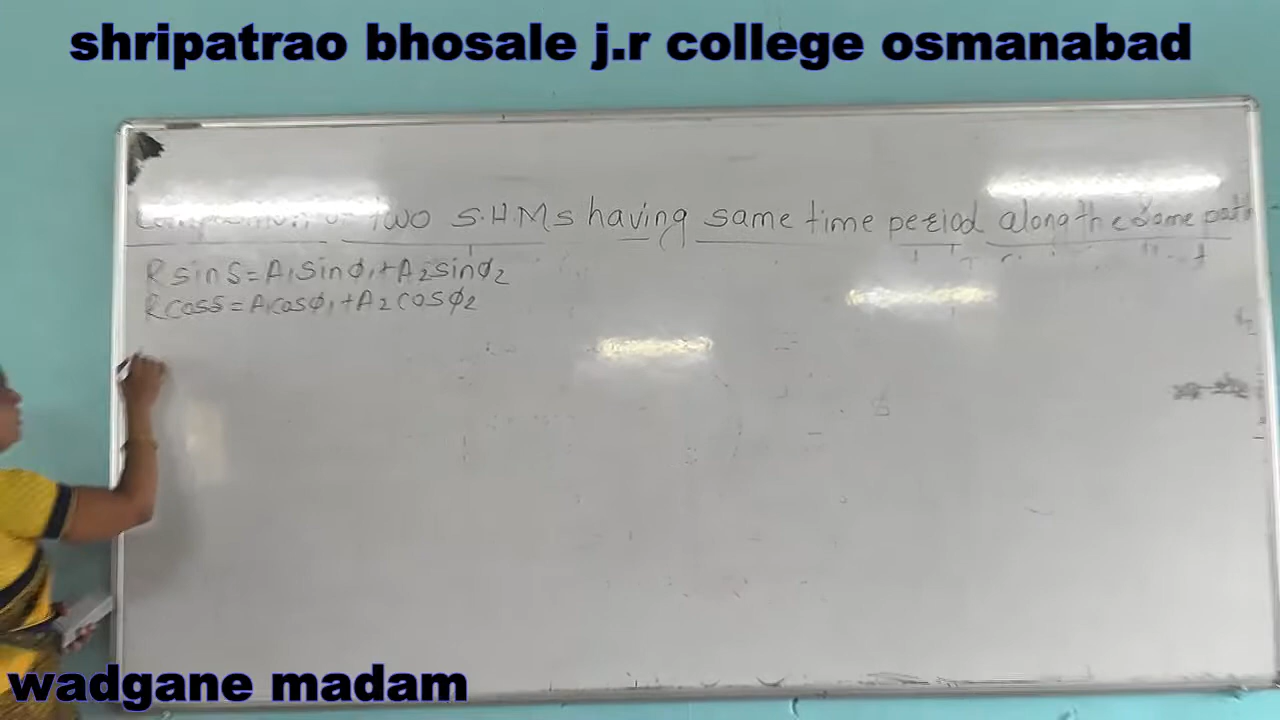 shripatrao bhosale j.r college osmanabad
two S.H.Ms having same time period along the same path
R sin δ = A₁ sin φ₁ + A₂ sin φ₂
R cos δ = A₁ cos φ₁ + A₂ cos φ₂
wadgane madam